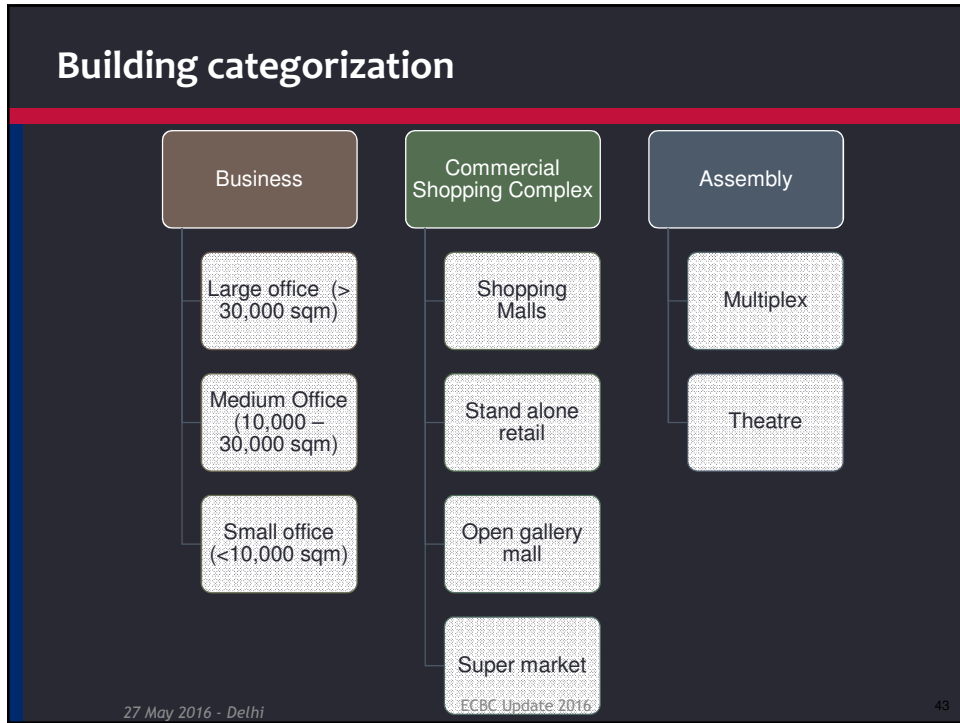 Building categorization
Business
Large office  (>
30,000 sqm)
Medium Office
(10,000 –
30,000 sqm)
Small office
(<10,000 sqm)
Commercial
Shopping Complex
Shopping
Malls
Stand alone
retail
Open gallery
mall
Super market
Assembly
Multiplex
Theatre
27 May 2016 - Delhi
ECBC Update 2016
43